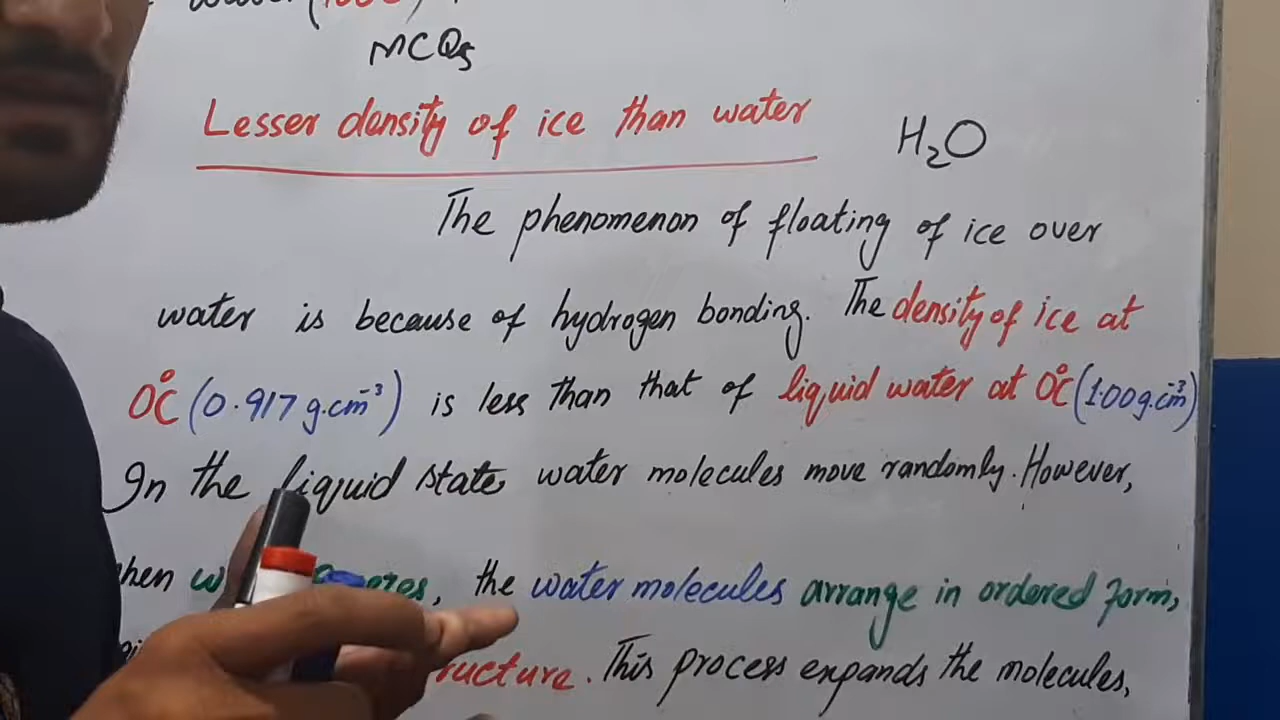 water (100
MCQs
Lesser density of ice than water
H₂O
The phenomenon of floating of ice over
water is because of hydrogen bonding. The density of ice at
0°C (0.917 g.cm⁻³) is less than that of liquid water at 0°C (1.00g.cm⁻³)
In the liquid state water molecules move randomly. However,
the water molecules arrange in ordered form,
This process expands the molecules,